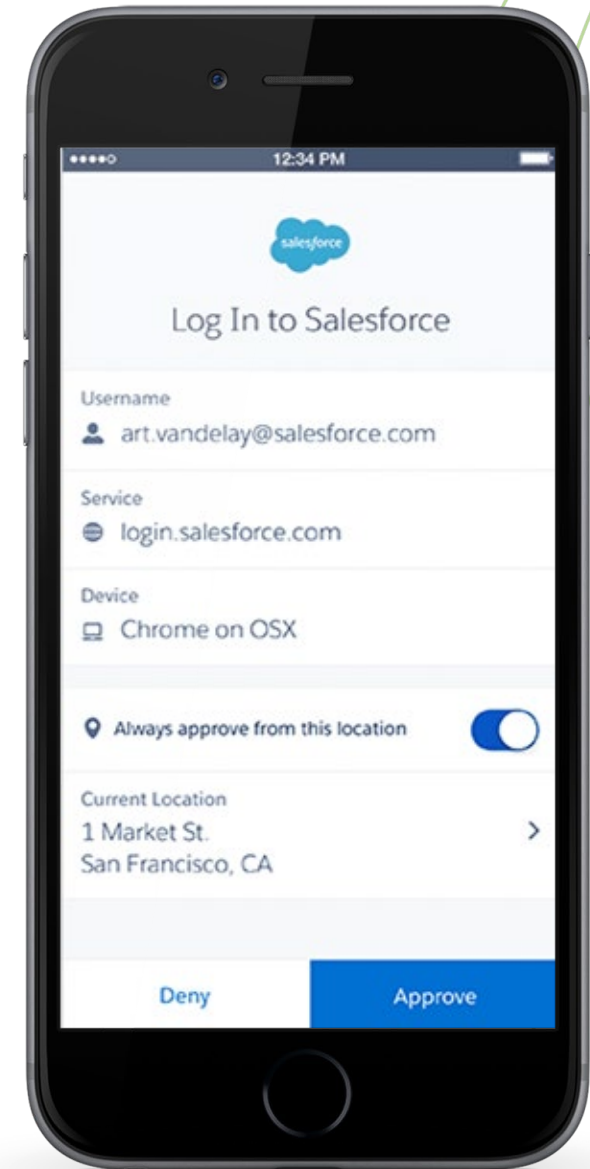 12:34 PM
salesforce
Log In to Salesforce
Username
art.vandelay@salesforce.com
Service
login.salesforce.com
Device
Chrome on OSX
Always approve from this location
Current Location
1 Market St.
San Francisco, CA
Deny
Approve